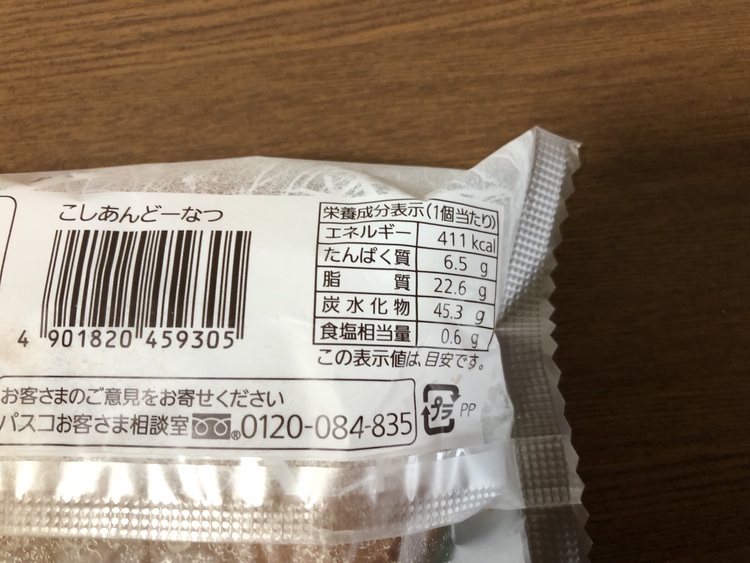 こしあんどーなつ
4 901820 459305
栄養成分表示(1個当たり)
エネルギー 411 kcal
たんぱく質 6.5 g
脂質 22.6 g
炭水化物 45.3 g
食塩相当量 0.6 g
この表示値は、目安です。
お客さまのご意見をお寄せください
パスコお客さま相談室 ®0120-084-835
プラ PP